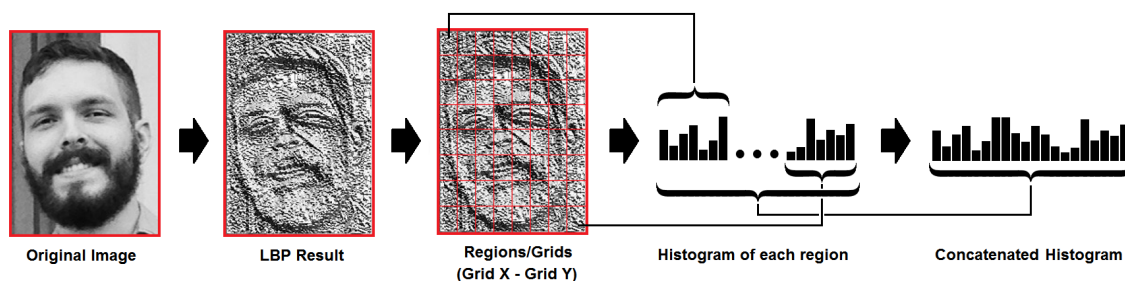 Original Image
LBP Result
Regions/Grids
(Grid X - Grid Y)
Histogram of each region
Concatenated Histogram